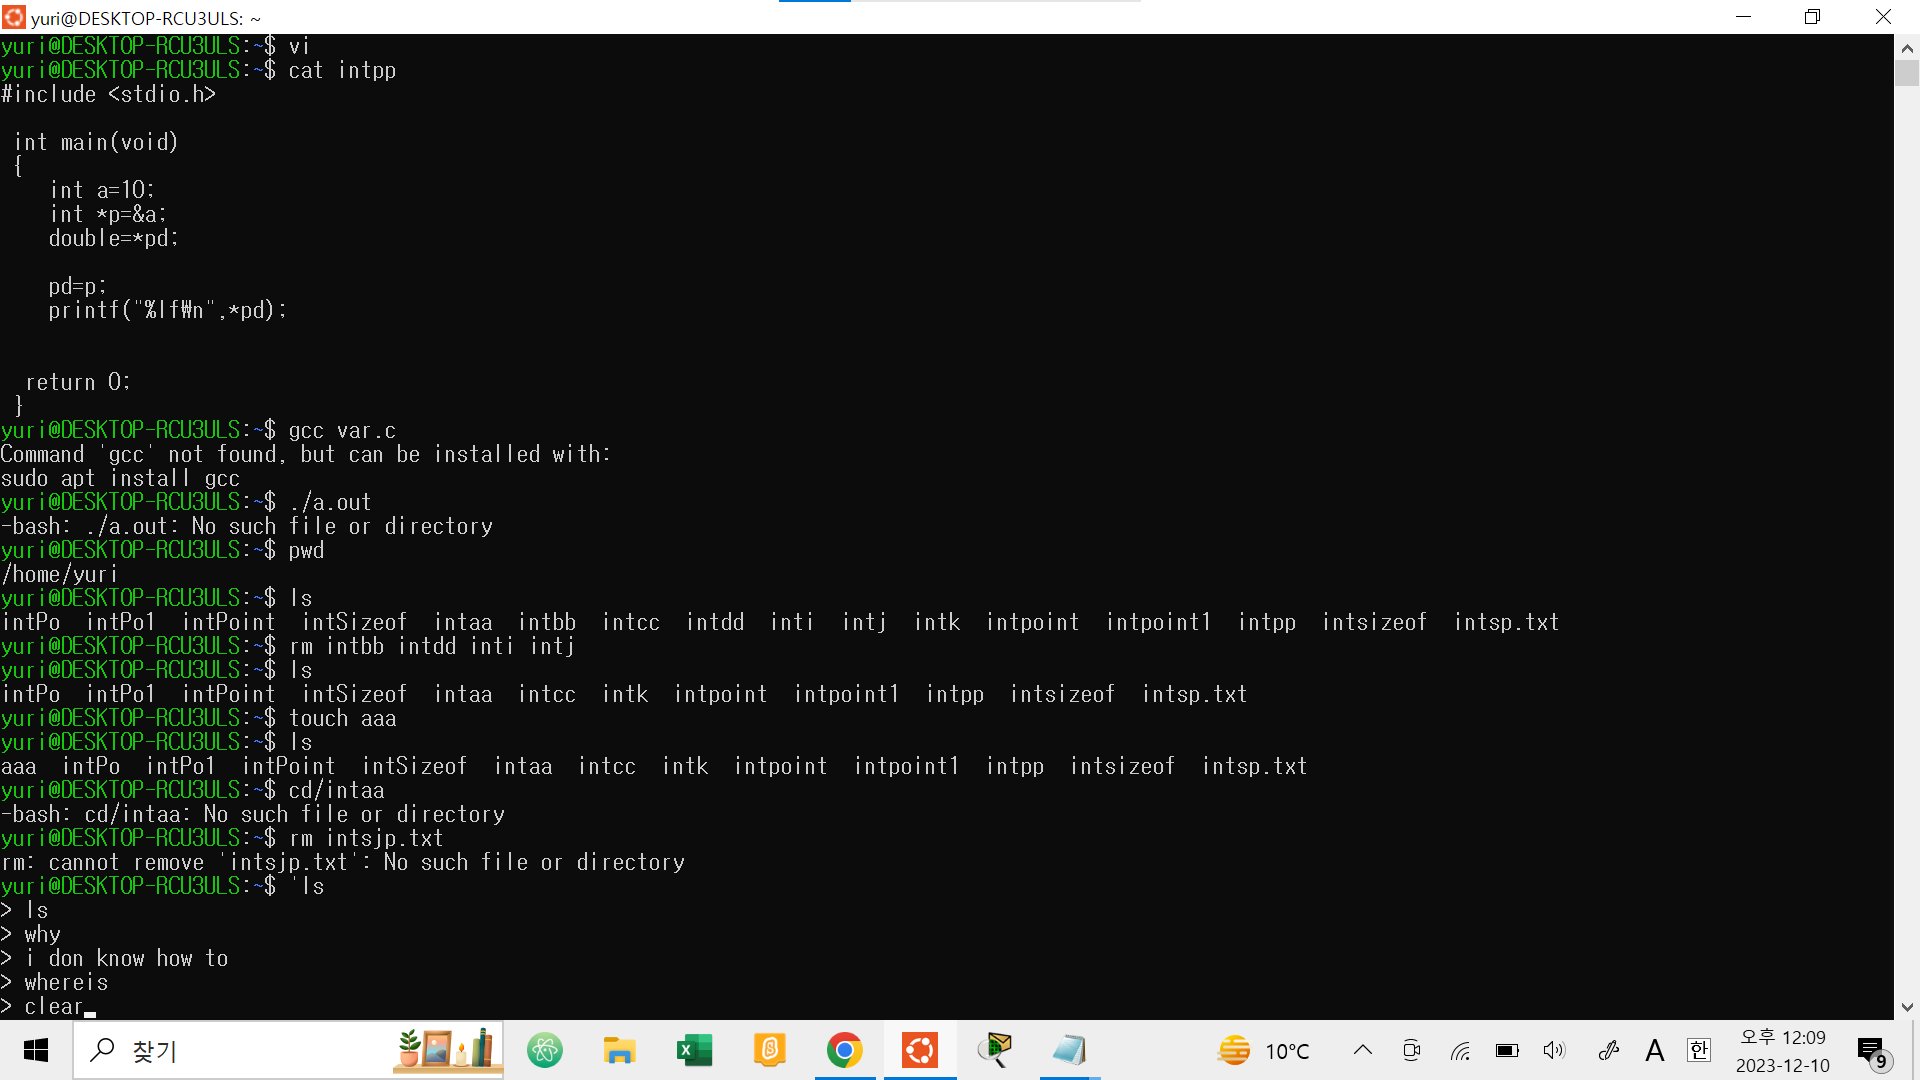 yuri@DESKTOP-RCU3ULS: ~
yuri@DESKTOP-RCU3ULS:~$ vi
yuri@DESKTOP-RCU3ULS:~$ cat intpp
#include <stdio.h>
int main(void)
{
int a=10;
int *p=&a;
double=*pd;
pd=p;
printf("%lf₩n",*pd);
return 0;
}
yuri@DESKTOP-RCU3ULS:~$ gcc var.c
Command 'gcc' not found, but can be installed with:
sudo apt install gcc
yuri@DESKTOP-RCU3ULS:~$ ./a.out
-bash: ./a.out: No such file or directory
yuri@DESKTOP-RCU3ULS:~$ pwd
/home/yuri
yuri@DESKTOP-RCU3ULS:~$ ls
intPo intPo1 intPoint intSizeof intaa intbb intcc intdd inti intj intk intpoint intpoint1 intpp intsizeof intsp.txt
yuri@DESKTOP-RCU3ULS:~$ rm intbb intdd inti intj
yuri@DESKTOP-RCU3ULS:~$ ls
intPo intPo1 intPoint intSizeof intaa intcc intk intpoint intpoint1 intpp intsizeof intsp.txt
yuri@DESKTOP-RCU3ULS:~$ touch aaa
yuri@DESKTOP-RCU3ULS:~$ ls
aaa intPo intPo1 intPoint intSizeof intaa intcc intk intpoint intpoint1 intpp intsizeof intsp.txt
yuri@DESKTOP-RCU3ULS:~$ cd/intaa
-bash: cd/intaa: No such file or directory
yuri@DESKTOP-RCU3ULS:~$ rm intsjp.txt
rm: cannot remove 'intsjp.txt': No such file or directory
yuri@DESKTOP-RCU3ULS:~$ 'ls
> ls
> why
> i don know how to
> whereis
> clear
찾기
10℃
A
한
오후 12:09
2023-12-10
9